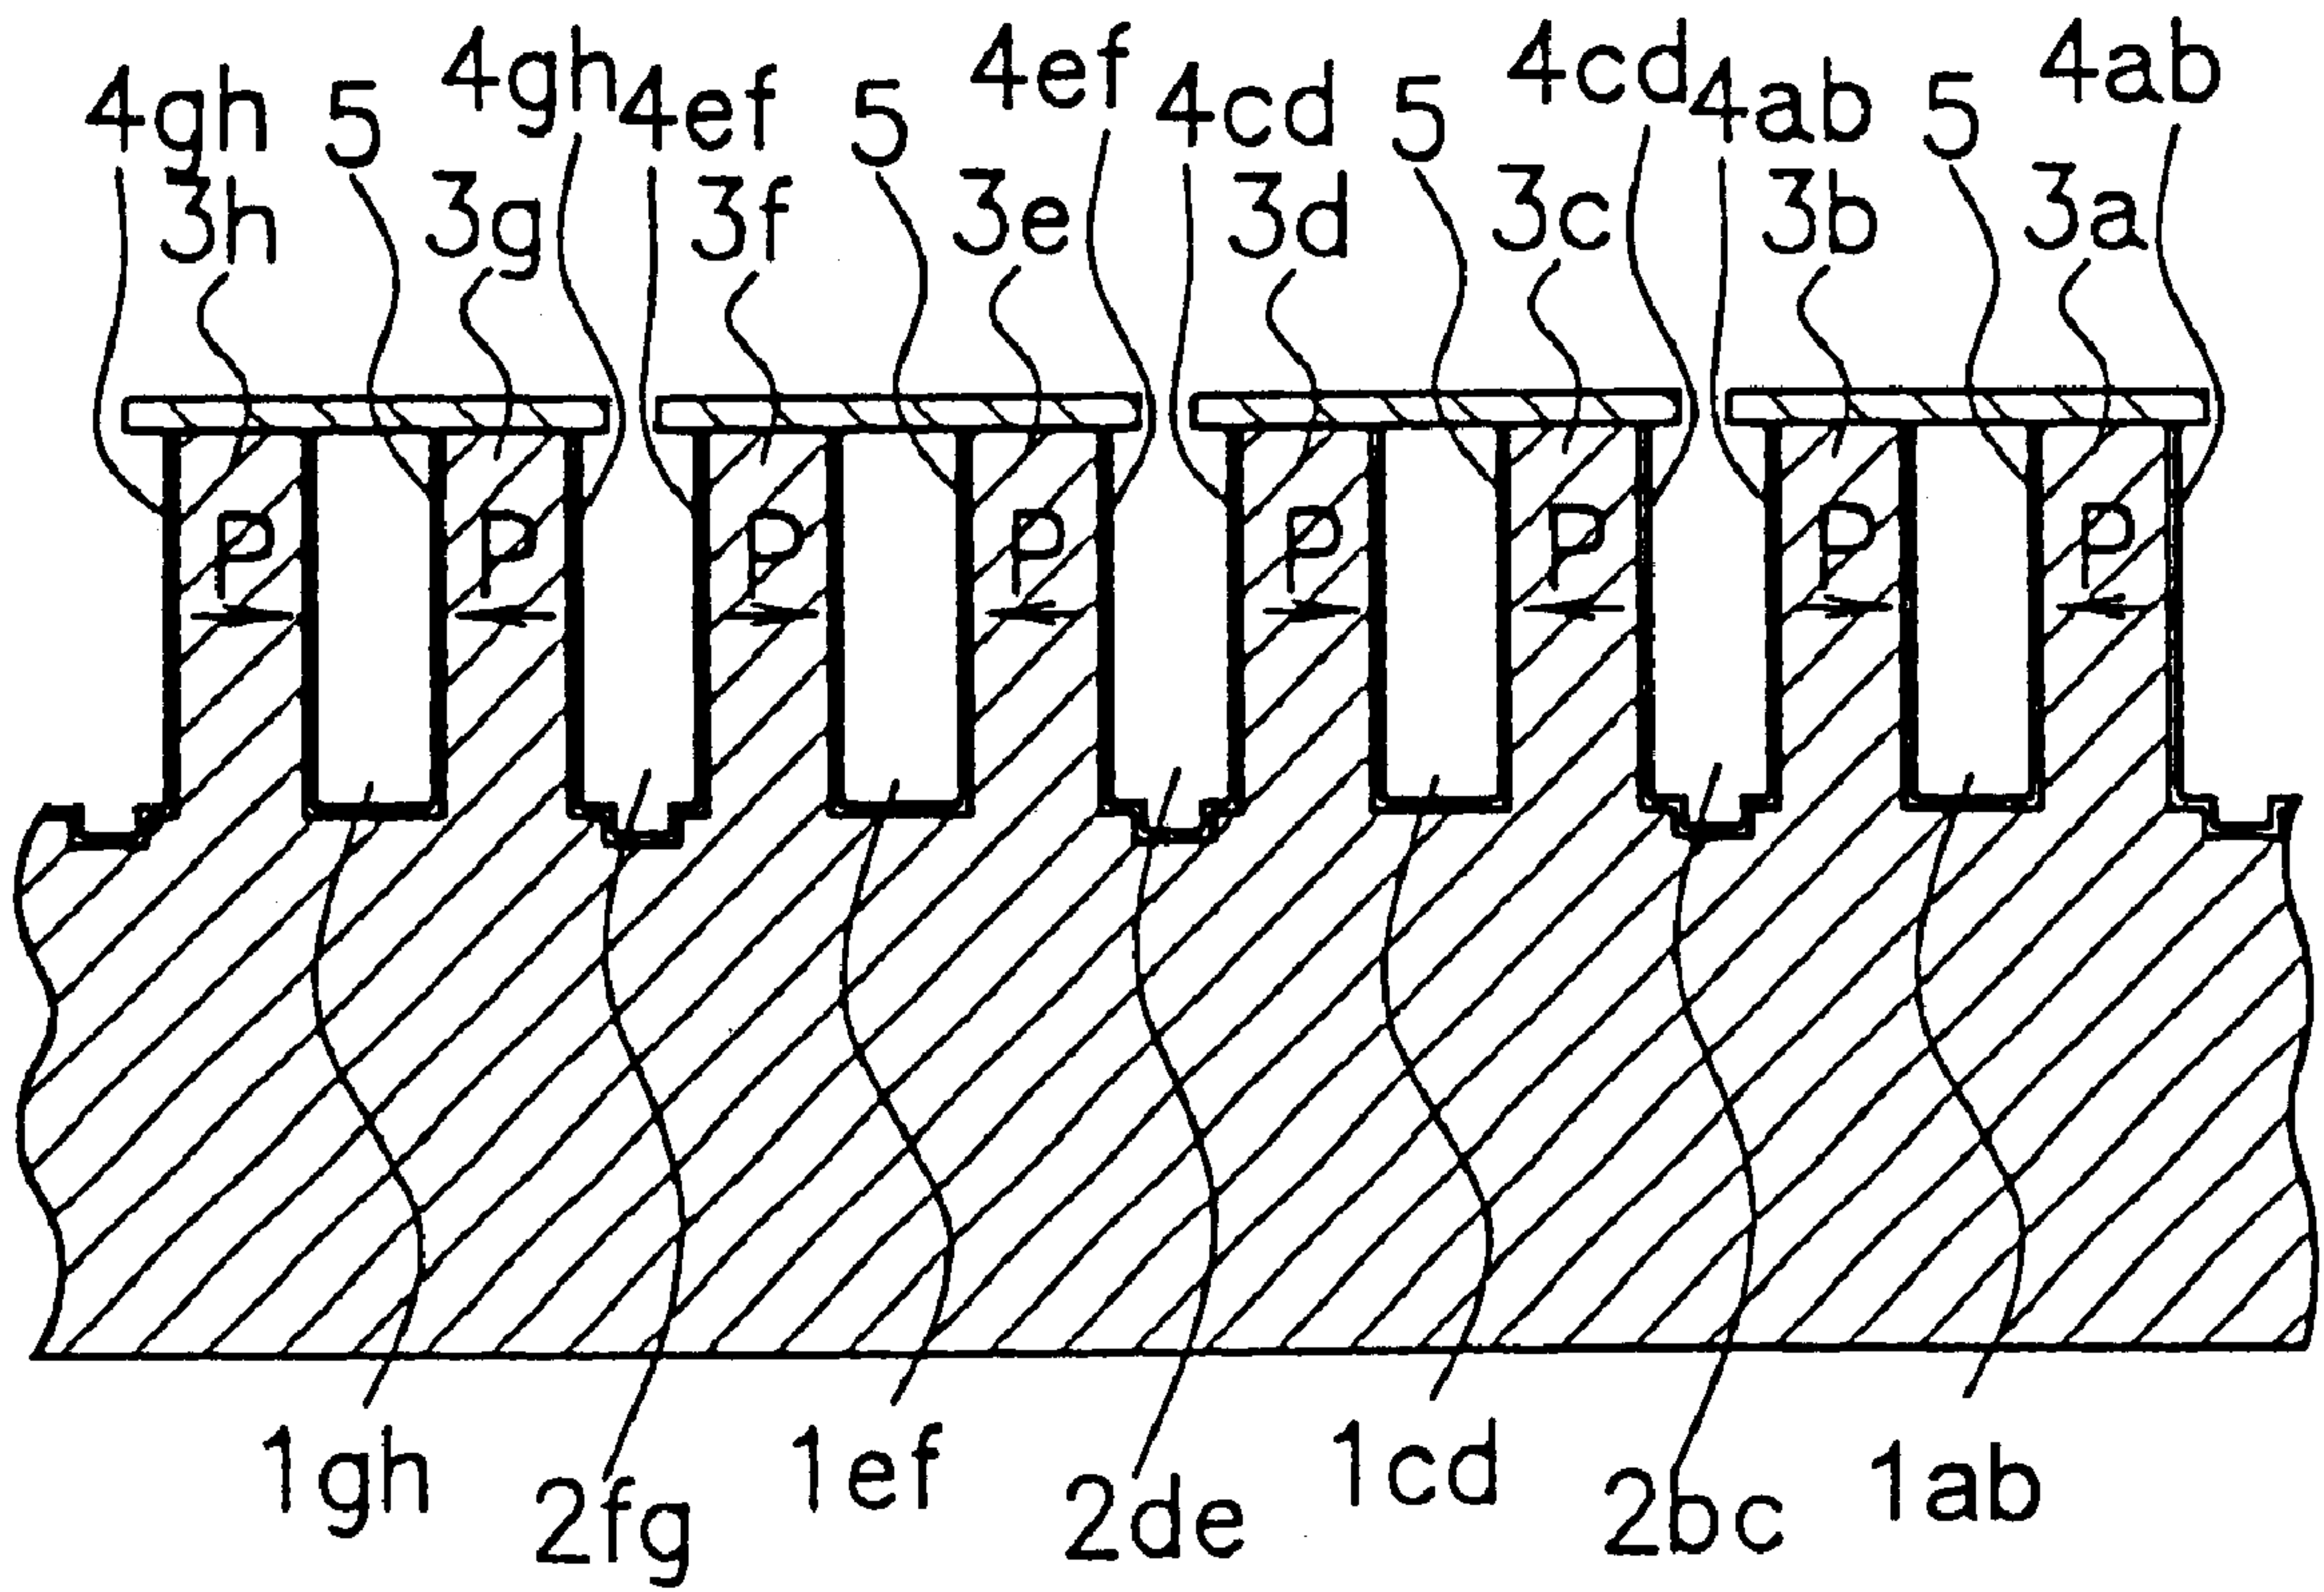 4gh 5 4gh 4ef 5 4ef 4cd 5 4cd 4ab 5 4ab
3h 3g 3f 3e 3d 3c 3b 3a
P P P P P P P P
1gh 1ef 1cd 1ab
2fg 2de 2bc